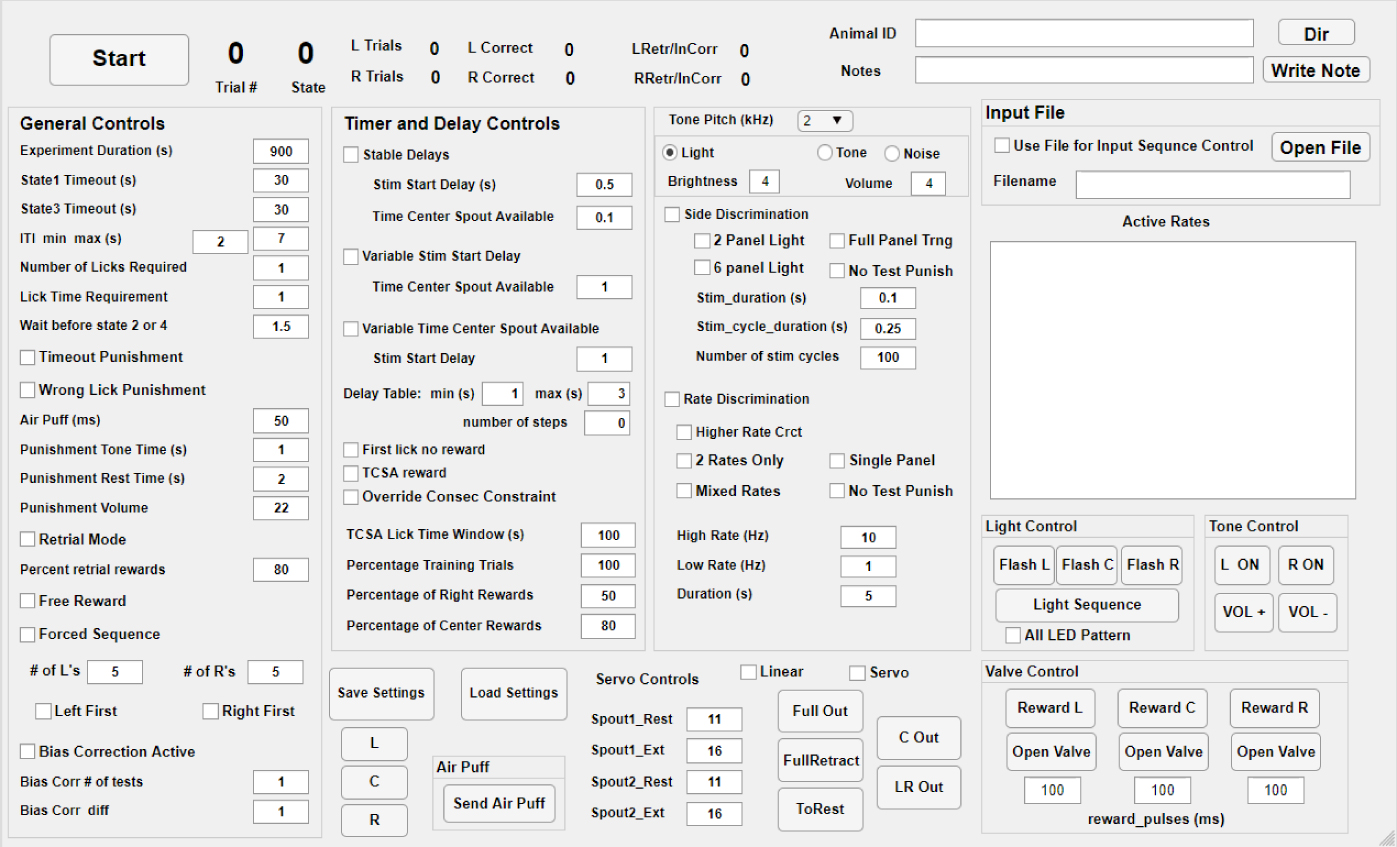 Start
0
Trial #
0
State
L Trials 0 L Correct 0 LRetr/InCorr 0
R Trials 0 R Correct 0 RRetr/InCorr 0
Animal ID
Dir
Notes
Write Note
General Controls
Experiment Duration (s) 900
State1 Timeout (s) 30
State3 Timeout (s) 30
ITI min max (s) 2 7
Number of Licks Required 1
Lick Time Requirement 1
Wait before state 2 or 4 1.5
Timeout Punishment
Wrong Lick Punishment
Air Puff (ms) 50
Punishment Tone Time (s) 1
Punishment Rest Time (s) 2
Punishment Volume 22
Retrial Mode
Percent retrial rewards 80
Free Reward
Forced Sequence
# of L's 5 # of R's 5
Left First Right First
Bias Correction Active
Bias Corr # of tests 1
Bias Corr diff 1
Timer and Delay Controls
Stable Delays
Stim Start Delay (s) 0.5
Time Center Spout Available 0.1
Variable Stim Start Delay
Time Center Spout Available 1
Variable Time Center Spout Available
Stim Start Delay 1
Delay Table: min (s) 1 max (s) 3
number of steps 0
First lick no reward
TCSA reward
Override Consec Constraint
TCSA Lick Time Window (s) 100
Percentage Training Trials 100
Percentage of Right Rewards 50
Percentage of Center Rewards 80
Tone Pitch (kHz) 2
Light Tone Noise
Brightness 4 Volume 4
Side Discrimination
2 Panel Light Full Panel Trng
6 panel Light No Test Punish
Stim_duration (s) 0.1
Stim_cycle_duration (s) 0.25
Number of stim cycles 100
Rate Discrimination
Higher Rate Crct
2 Rates Only Single Panel
Mixed Rates No Test Punish
High Rate (Hz) 10
Low Rate (Hz) 1
Duration (s) 5
Input File
Use File for Input Sequnce Control Open File
Filename
Active Rates
Light Control
Flash L Flash C Flash R
Light Sequence
All LED Pattern
Tone Control
L ON R ON
VOL + VOL -
Save Settings Load Settings
L
C
R
Air Puff
Send Air Puff
Servo Controls Linear Servo
Spout1_Rest 11
Spout1_Ext 16
Spout2_Rest 11
Spout2_Ext 16
Full Out
FullRetract
ToRest
C Out
LR Out
Valve Control
Reward L Reward C Reward R
Open Valve Open Valve Open Valve
100 100 100
reward_pulses (ms)